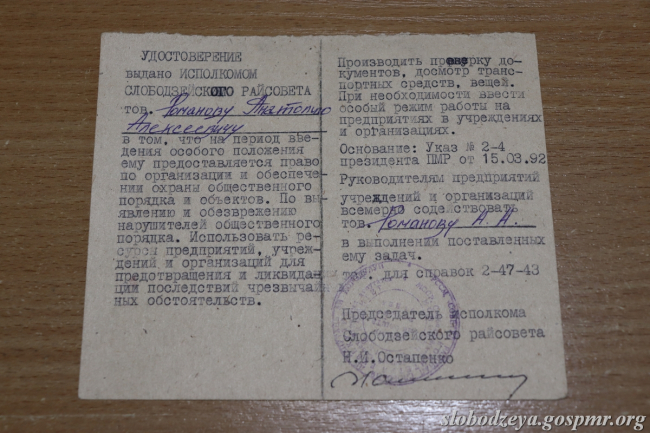 УДОСТОВЕРЕНИЕ
выдано ИСПОЛКОМОМ
СЛОБОДЗЕЙСКОГО РАЙСОВЕТА
тов. Романову Анатолию
Алексеевичу
в том, что на период вве-
дения особого положения
ему предоставляется право
по организации и обеспече-
нии охраны общественного
порядка и объектов. По вы-
явлению и обезврежению
нарушителей общественного
порядка. Использовать ре-
сурсы предприятий, учреж-
дений и организаций для
предотвращения и ликвидац
ции последствий чрезвычайн
ных обстоятельств.
Производить проверку до-
кументов, досмотр транс-
портных средств, вещей.
При необходимости ввести
особый режим работы на
предприятиях в учреждениях
и организациях.
Основание: Указ № 2-4
президента ПМР от 15.03.92
Руководителям предприятий
учреждений и организаций
всемерно содействовать
тов. Романову А. А.
в выполнении поставленных
ему задач.
тел. для справок 2-47-43
Председатель исполкома
Слободзейского райсовета
Н.И.Остапенко
slobodzeya.gospmr.org